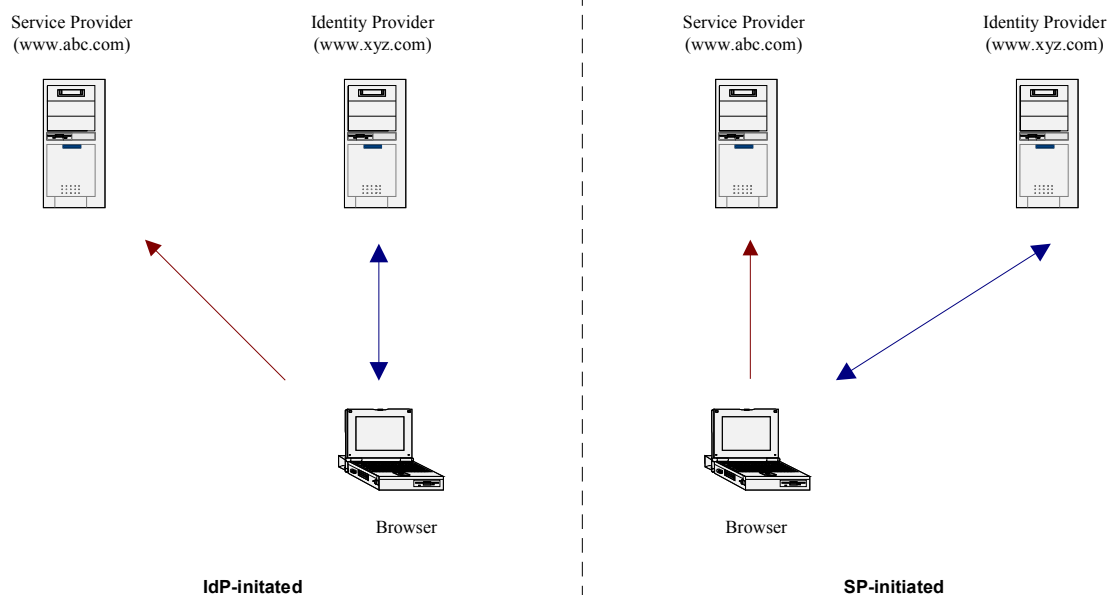 Service Provider
(www.abc.com)
Identity Provider
(www.xyz.com)
Browser
IdP-initated
Service Provider
(www.abc.com)
Identity Provider
(www.xyz.com)
Browser
SP-initiated